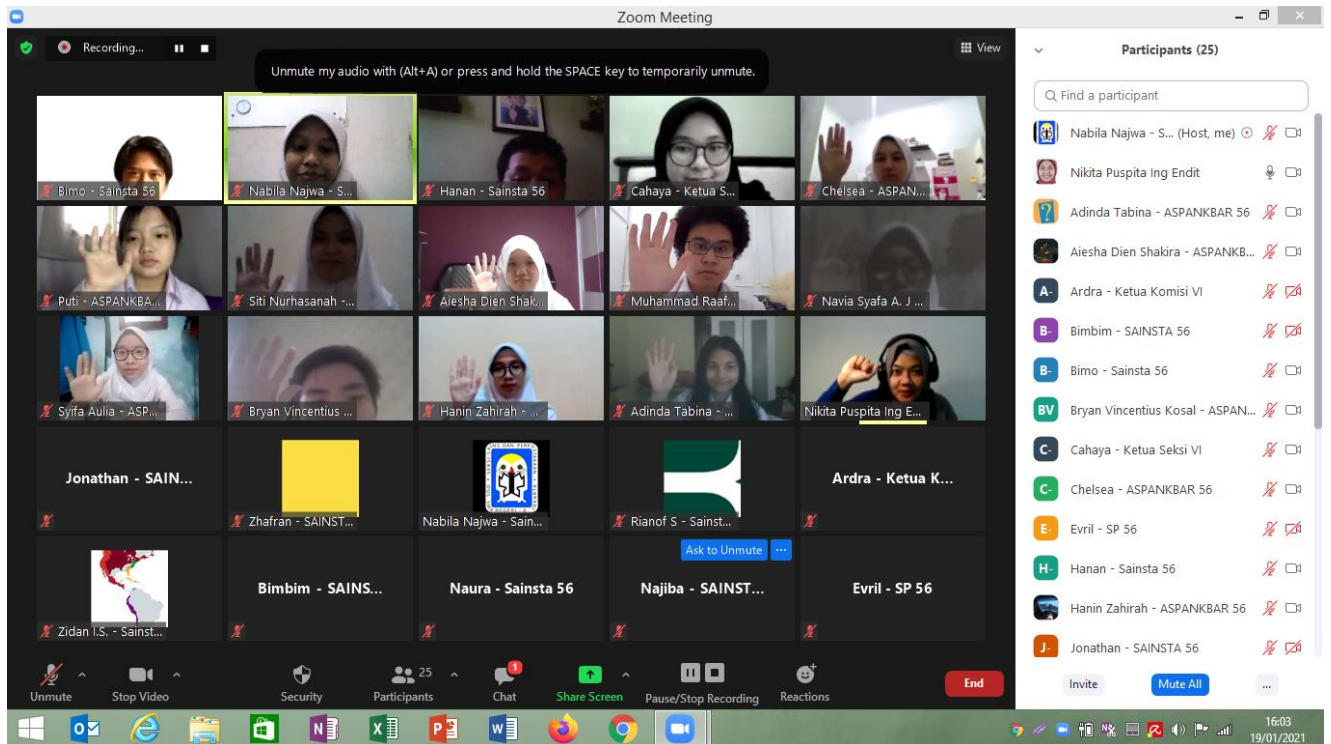 Zoom Meeting
Recording...
View
Unmute my audio with (Alt+A) or press and hold the SPACE key to temporarily unmute.
Bimo - Sainsta 56
Nabila Najwa - S...
Hanan - Sainsta 56
Cahaya - Ketua S...
Chelsea - ASPAN...
Puti - ASPANKBA...
Siti Nurhasanah -...
Aiesha Dien Shak...
Muhammad Raaf...
Navia Syafa A. J ...
Syifa Aulia - ASP...
Bryan Vincentius ...
Hanin Zahirah - ...
Adinda Tabina - ...
Nikita Puspita Ing E...
Jonathan - SAIN...
Zhafran - SAINST...
Nabila Najwa - Sain...
Rianof S - Sainst...
Ardra - Ketua K...
Zidan I.S. - Sainst...
Bimbim - SAINS...
Naura - Sainsta 56
Ask to Unmute ...
Najiba - SAINST...
Evril - SP 56
Unmute
Stop Video
Security
25
Participants
1
Chat
Share Screen
Pause/Stop Recording
Reactions
End
Participants (25)
Find a participant
Nabila Najwa - S... (Host, me)
Nikita Puspita Ing Endit
Adinda Tabina - ASPANKBAR 56
Aiesha Dien Shakira - ASPANKB...
A- Ardra - Ketua Komisi VI
B- Bimbim - SAINSTA 56
B- Bimo - Sainsta 56
BV Bryan Vincentius Kosal - ASPAN...
C- Cahaya - Ketua Seksi VI
C- Chelsea - ASPANKBAR 56
E- Evril - SP 56
H- Hanan - Sainsta 56
Hanin Zahirah - ASPANKBAR 56
J- Jonathan - SAINSTA 56
Invite
Mute All
...
16:03
19/01/2021